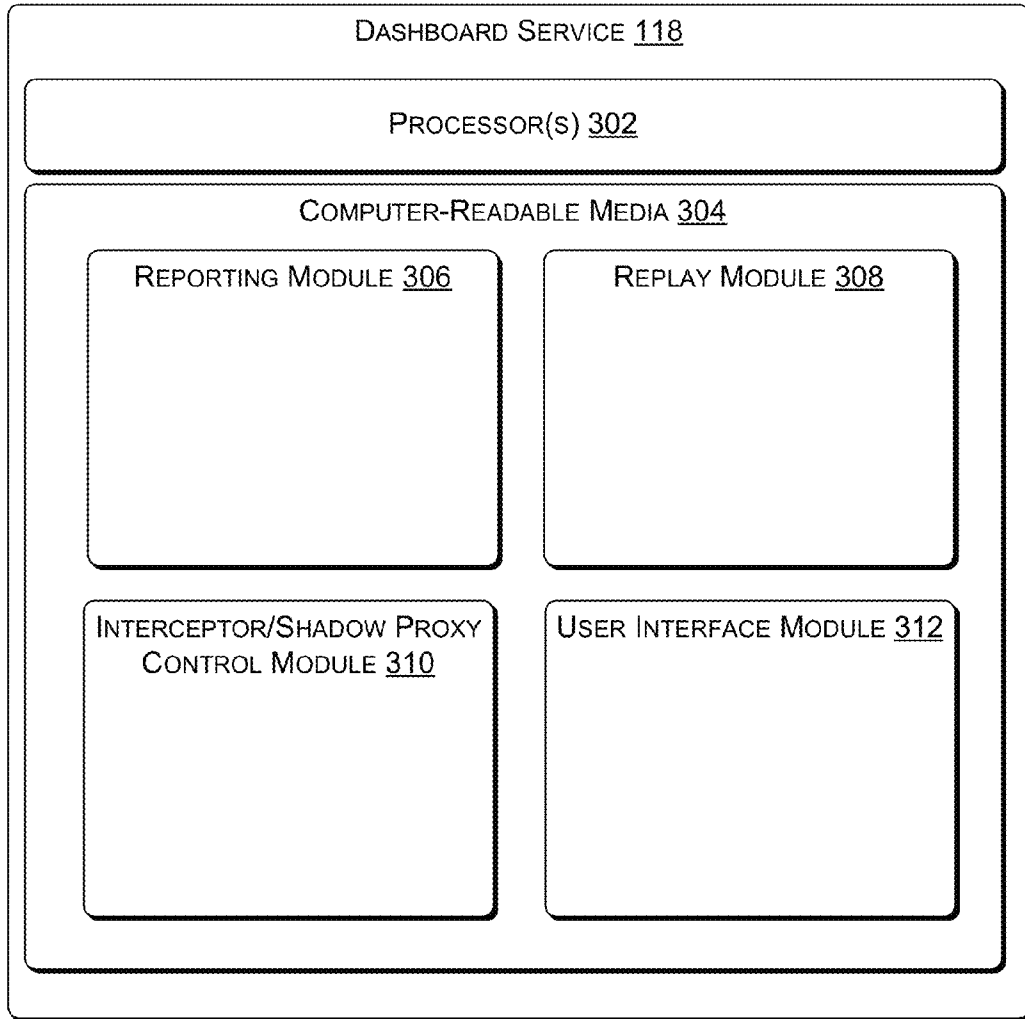 DASHBOARD SERVICE 118
PROCESSOR(S) 302
COMPUTER-READABLE MEDIA 304
REPORTING MODULE 306
REPLAY MODULE 308
INTERCEPTOR/SHADOW PROXY
CONTROL MODULE 310
USER INTERFACE MODULE 312